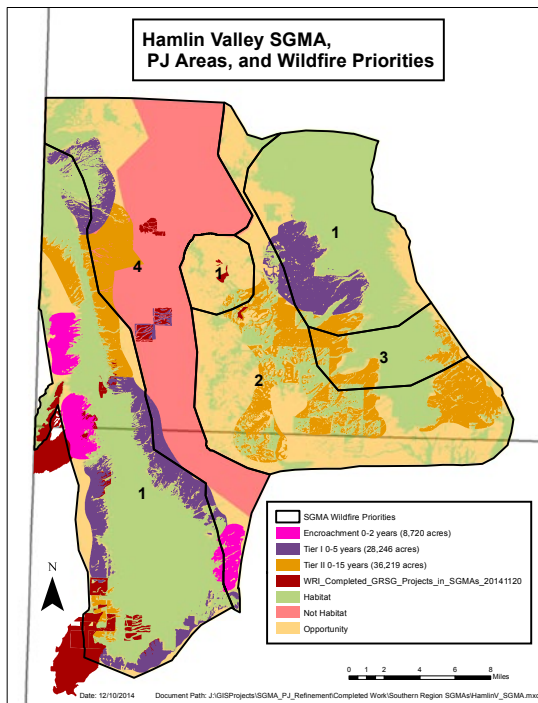 Hamlin Valley SGMA,
PJ Areas, and Wildfire Priorities
1
4
1
3
2
1
SGMA Wildfire Priorities
Encroachment 0-2 years (8,720 acres)
Tier I 0-5 years (28,246 acres)
Tier II 0-15 years (36,219 acres)
WRI_Completed_GRSG_Projects_in_SGMAs_20141120
Habitat
Not Habitat
Opportunity
N
0 1 2 4 6 8
Miles
Date: 12/10/2014 Document Path: J:\GISProjects\SGMA_PJ_Refinement\Completed Work\Southern Region SGMAs\HamlinV_SGMA.mxd